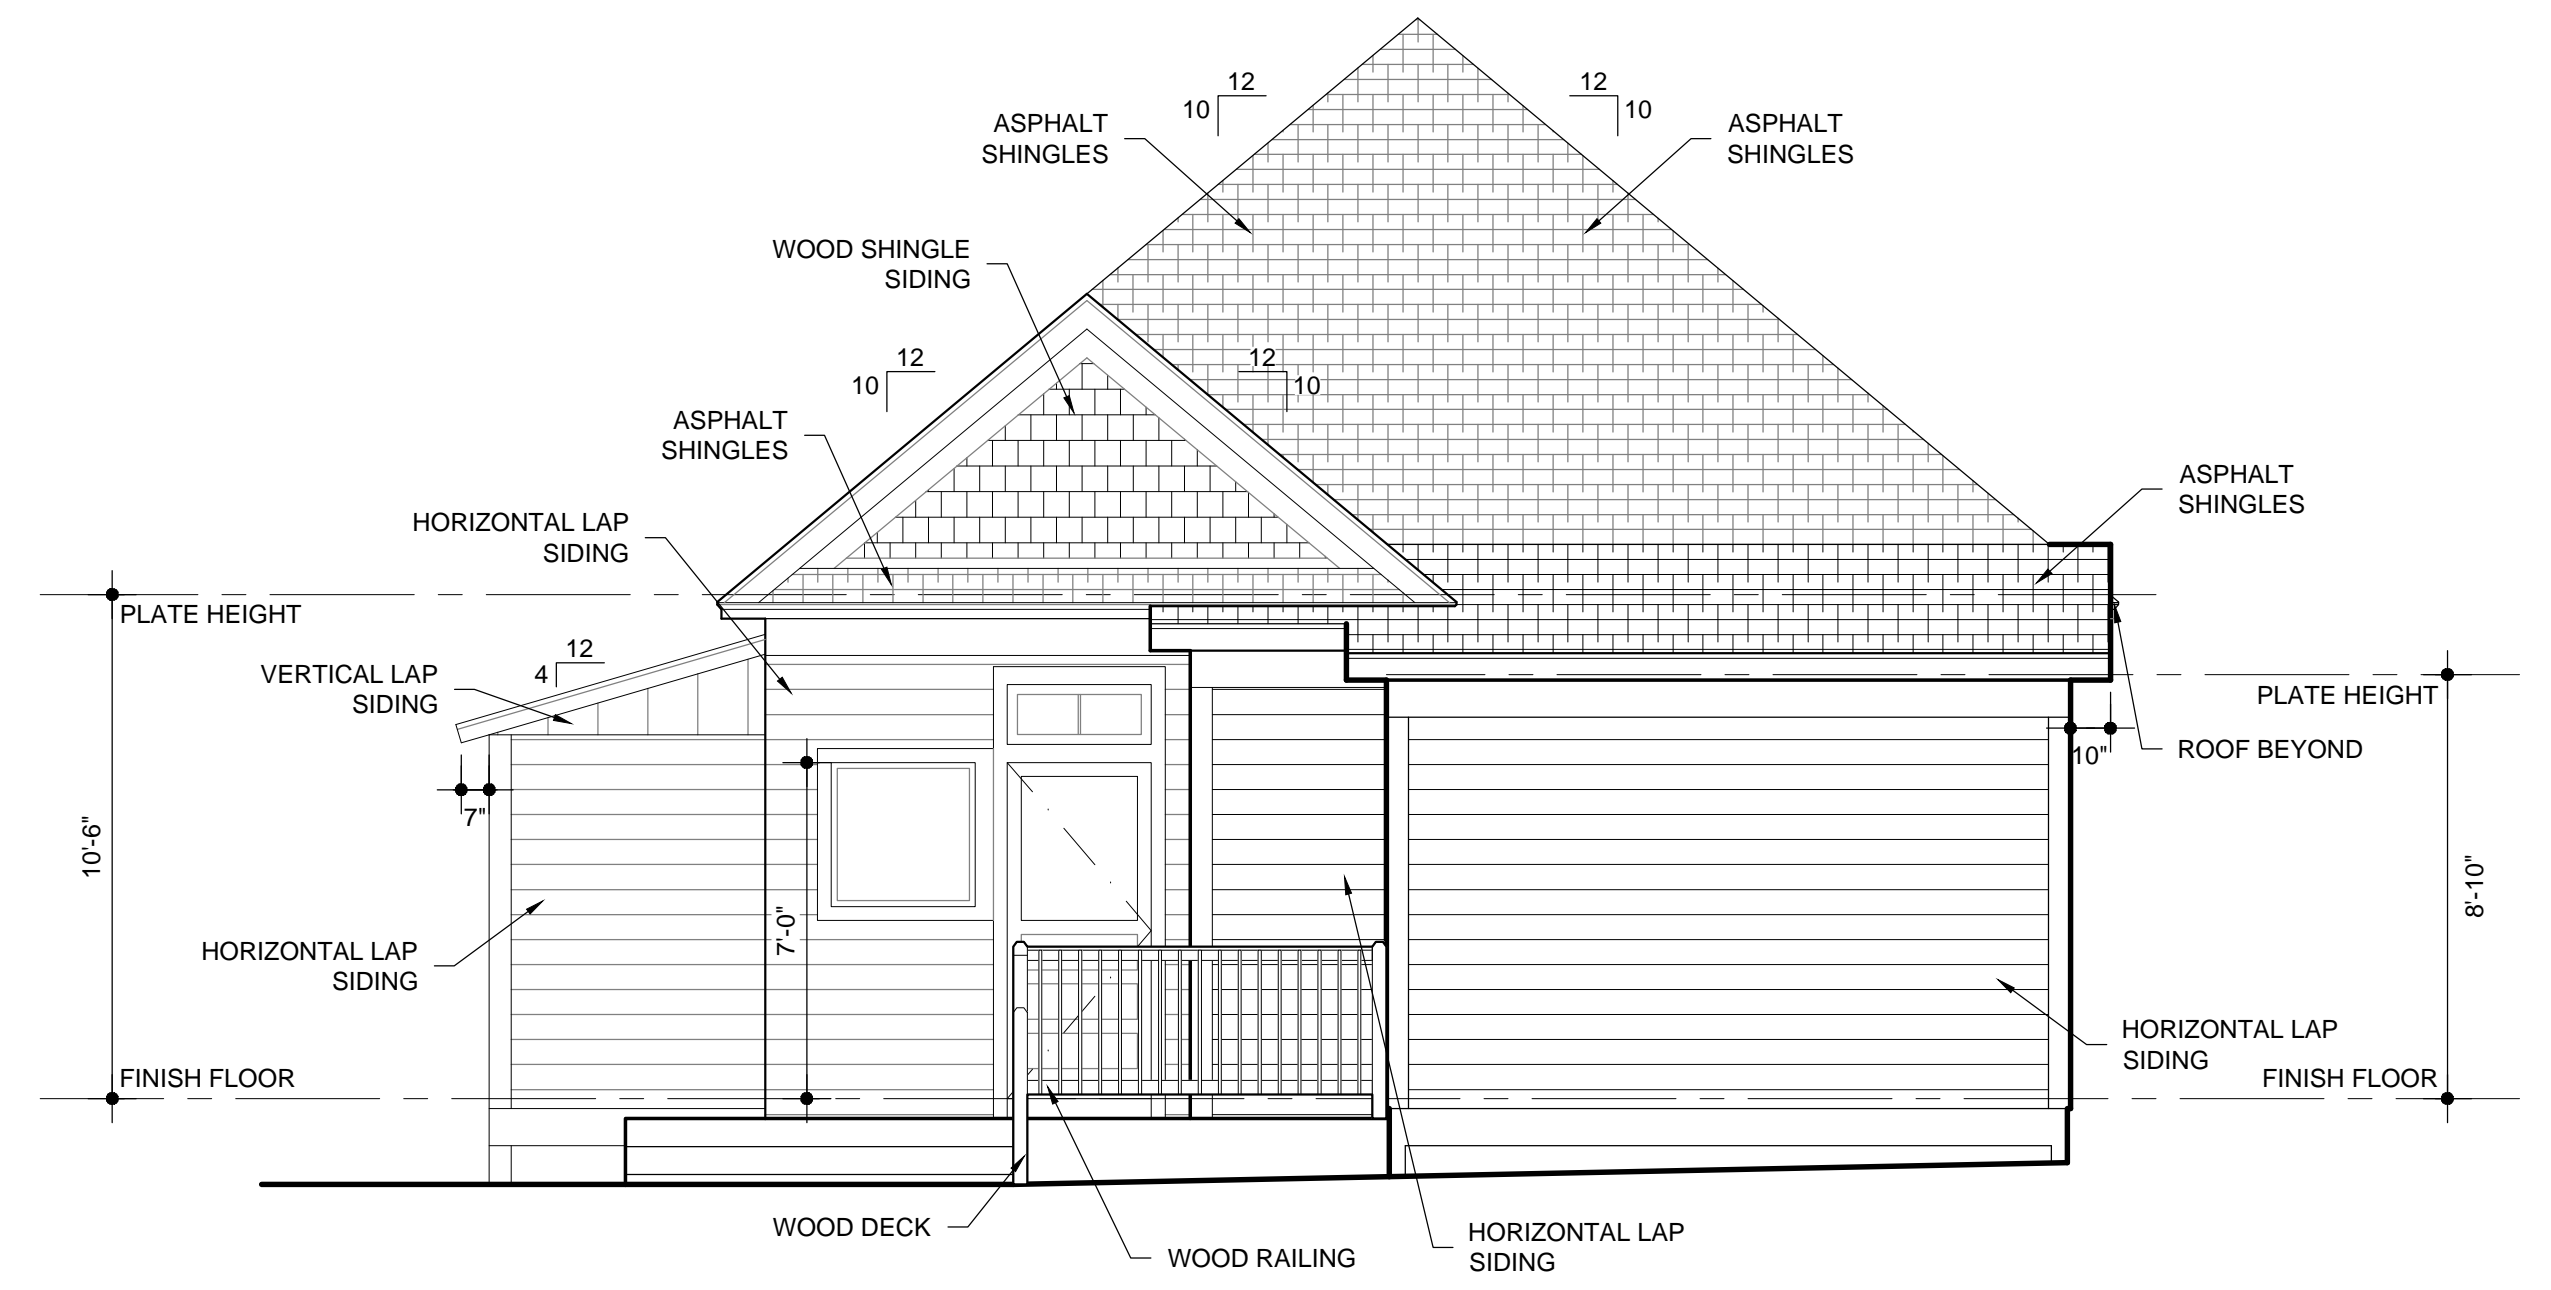 12
10
12
10
ASPHALT
SHINGLES
ASPHALT
SHINGLES
WOOD SHINGLE
SIDING
12
10
12
10
ASPHALT
SHINGLES
ASPHALT
SHINGLES
HORIZONTAL LAP
SIDING
PLATE HEIGHT
12
4
VERTICAL LAP
SIDING
PLATE HEIGHT
10"
ROOF BEYOND
7"
10'-6"
7'-0"
8'-10"
HORIZONTAL LAP
SIDING
HORIZONTAL LAP
SIDING
FINISH FLOOR
FINISH FLOOR
WOOD DECK
WOOD RAILING
HORIZONTAL LAP
SIDING